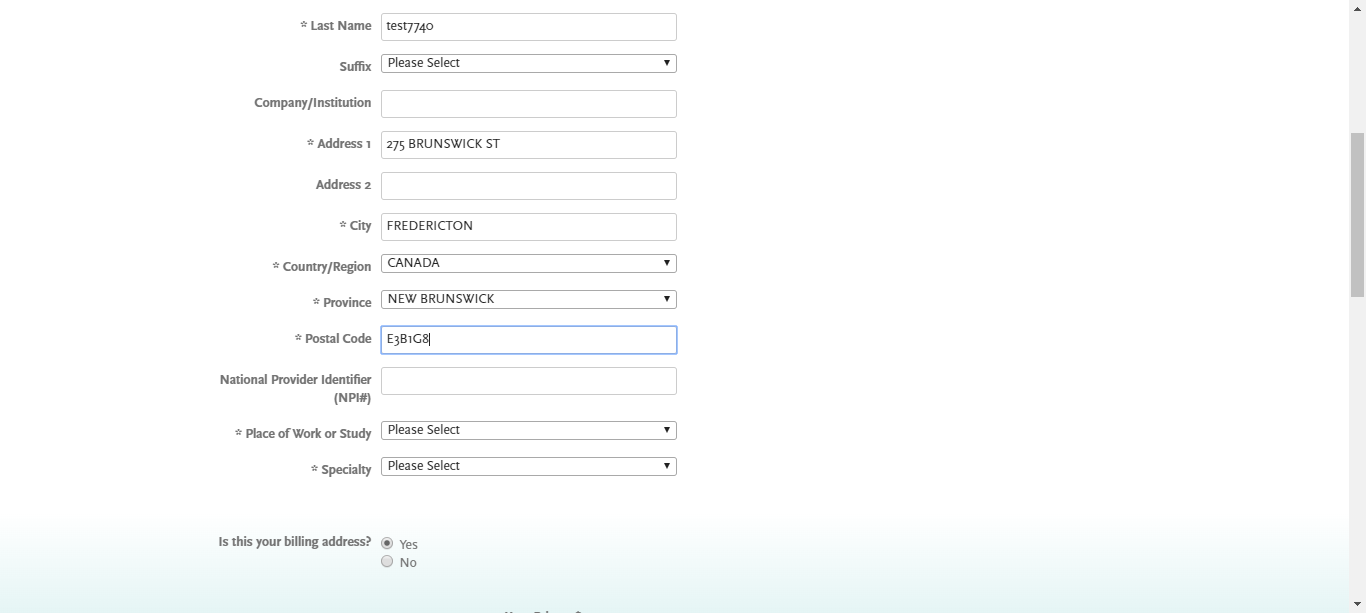 * Last Name test7740
Suffix Please Select
Company/Institution
* Address 1 275 BRUNSWICK ST
Address 2
* City FREDERICTON
* Country/Region CANADA
* Province NEW BRUNSWICK
* Postal Code E3B1G8
National Provider Identifier
(NPI#)
* Place of Work or Study Please Select
* Specialty Please Select
Is this your billing address? Yes
No